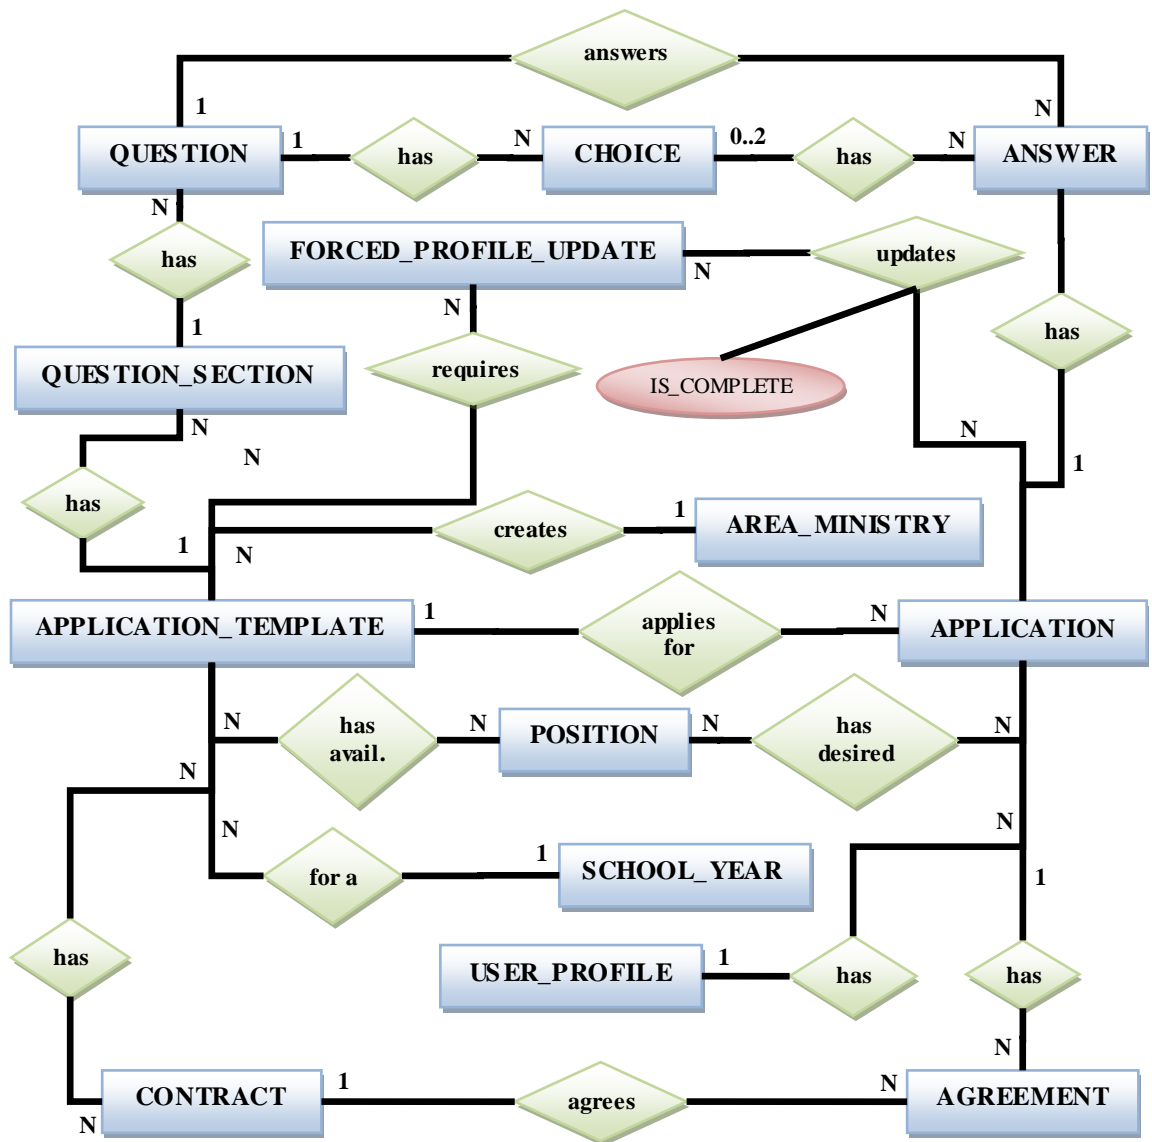 answers
1
N
QUESTION
1
has
N
CHOICE
0..2
has
N
ANSWER
N
has
FORCED_PROFILE_UPDATE
N
updates
N
has
1
requires
QUESTION_SECTION
IS_COMPLETE
N
N
N
1
has
creates
1
AREA_MINISTRY
1
N
APPLICATION_TEMPLATE
1
applies
for
N
APPLICATION
N
has
avail.
N
POSITION
N
has
desired
N
N
N
N
for a
1
SCHOOL_YEAR
1
has
USER_PROFILE
1
has
has
N
CONTRACT
1
agrees
N
AGREEMENT
N